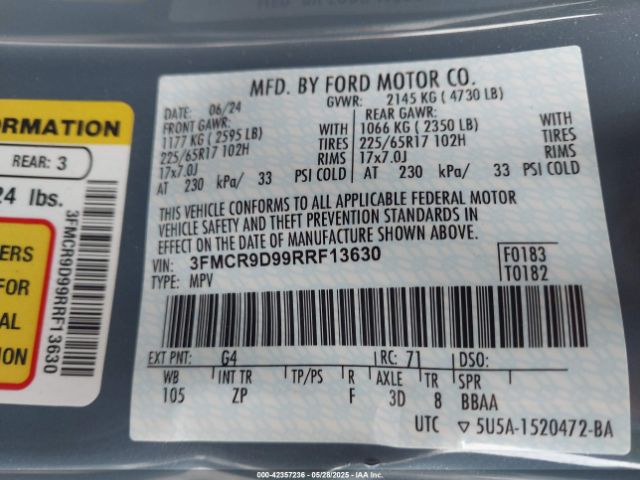 MFD. BY FORD MOTOR CO.
DATE: 06/24 GVWR: 2145 KG ( 4730 LB)
FRONT GAWR: REAR GAWR:
1177 KG ( 2595 LB) WITH 1066 KG ( 2350 LB) WITH
225/65R17 102H TIRES 225/65R17 102H TIRES
17x7.0J RIMS 17x7.0J RIMS
AT 230 kPa/ 33 PSI COLD AT 230 kPa/ 33 PSI COLD
THIS VEHICLE CONFORMS TO ALL APPLICABLE FEDERAL MOTOR
VEHICLE SAFETY AND THEFT PREVENTION STANDARDS IN
EFFECT ON THE DATE OF MANUFACTURE SHOWN ABOVE.
VIN: 3FMCR9D99RRF13630 F0183
TYPE: MPV T0182
EXT PNT: G4 RC: 71 DSO:
WB INT TR TP/PS R AXLE TR SPR
105 ZP F 3D 8 BBAA
UTC ▽ 5U5A-1520472-BA
ORMATION
REAR: 3
24 lbs.
ERS
FOR
AL
ION
3FMCR9D99RRF13630
000-42357236 - 05/28/2025 - IAAI.COM